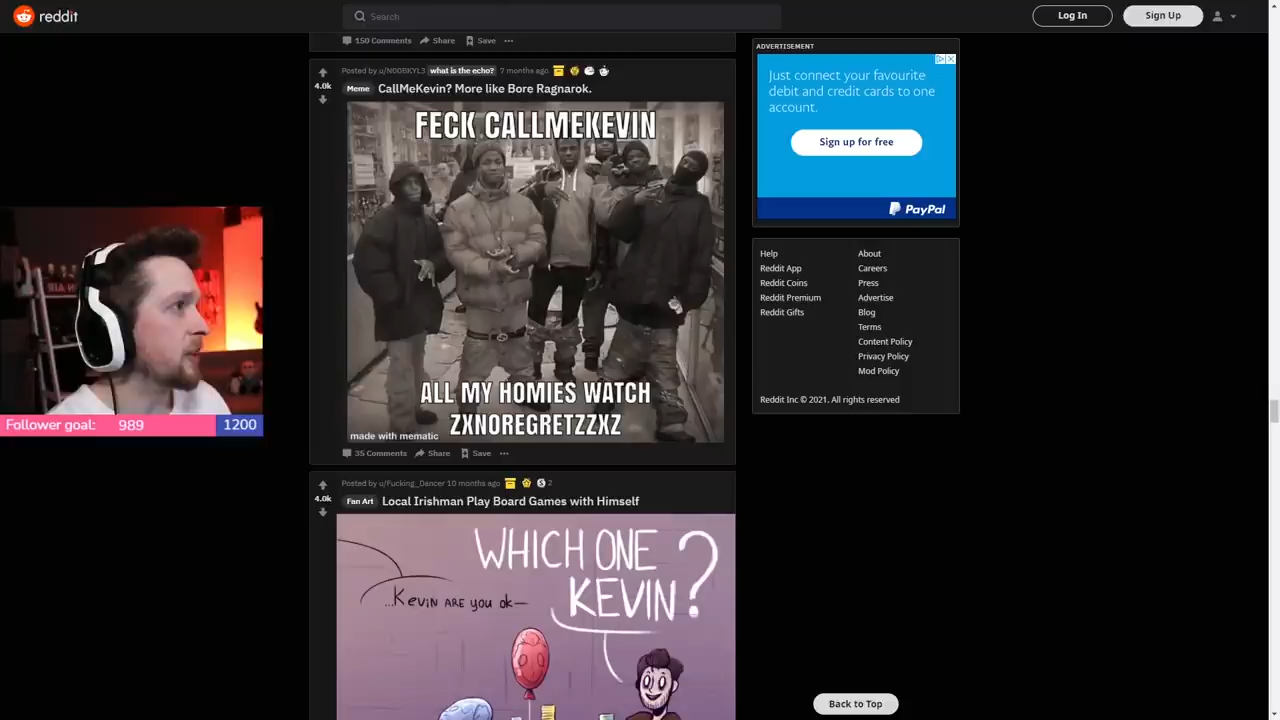 reddit
Search
Log In
Sign Up
150 Comments
Share
Save
Posted by u/N00BKYL3
what is the echo?
7 months ago
4.0k
Meme
CallMeKevin? More like Bore Ragnarok.
FECK CALLMEKEVIN
ALL MY HOMIES WATCH
ZXNOREGRETZZXZ
made with mematic
35 Comments
Share
Save
Posted by u/Fucking_Dancer 10 months ago
2
4.0k
Fan Art
Local Irishman Play Board Games with Himself
WHICH ONE
KEVIN?
...KEVIN ARE YOU OK—
ADVERTISEMENT
Just connect your favourite
debit and credit cards to one
account.
Sign up for free
PayPal
Help
About
Reddit App
Careers
Reddit Coins
Press
Reddit Premium
Advertise
Reddit Gifts
Blog
Terms
Content Policy
Privacy Policy
Mod Policy
Reddit Inc © 2021, All rights reserved
Follower goal:
989
1200
Back to Top